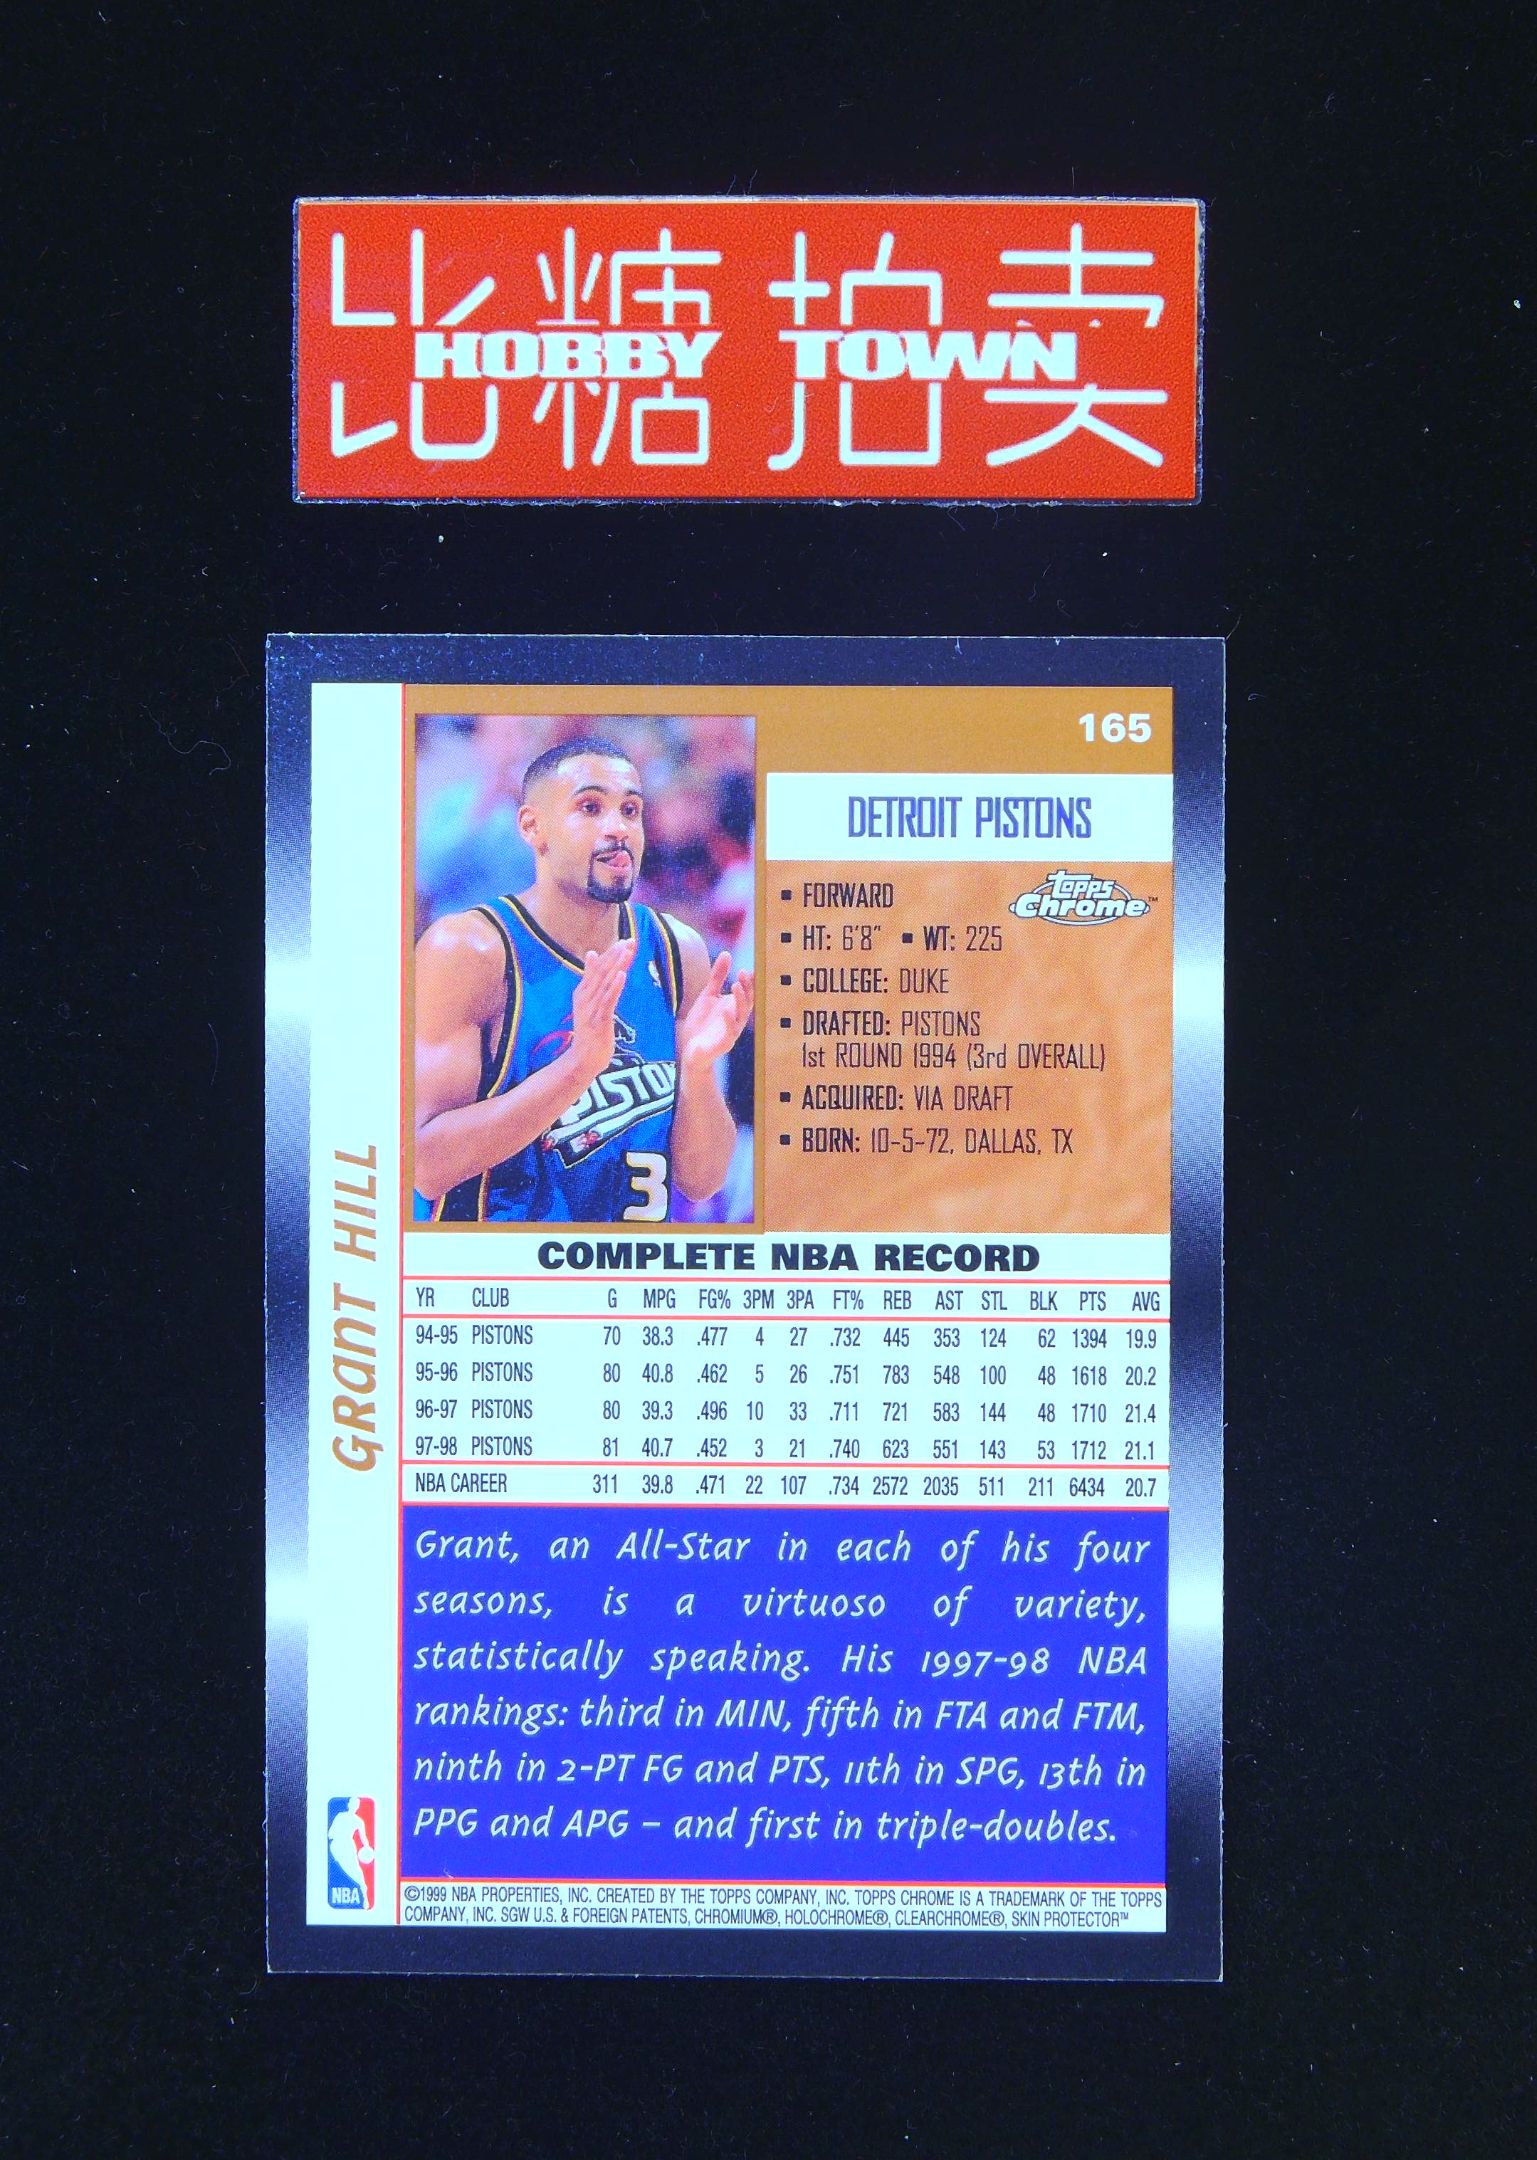 比糖拍卖
HOBBY TOWN
165
DETROIT PISTONS
Topps
Chrome™
▪ FORWARD
▪ HT: 6'8" ▪ WT: 225
▪ COLLEGE: DUKE
▪ DRAFTED: PISTONS
1st ROUND 1994 (3rd OVERALL)
▪ ACQUIRED: VIA DRAFT
▪ BORN: 10-5-72, DALLAS, TX
PISTON
3
GRANT HILL
COMPLETE NBA RECORD
YR CLUB G MPG FG% 3PM 3PA FT% REB AST STL BLK PTS AVG
94-95 PISTONS 70 38.3 .477 4 27 .732 445 353 124 62 1394 19.9
95-96 PISTONS 80 40.8 .462 5 26 .751 783 548 100 48 1618 20.2
96-97 PISTONS 80 39.3 .496 10 33 .711 721 583 144 48 1710 21.4
97-98 PISTONS 81 40.7 .452 3 21 .740 623 551 143 53 1712 21.1
NBA CAREER 311 39.8 .471 22 107 .734 2572 2035 511 211 6434 20.7
Grant, an All-Star in each of his four
seasons, is a virtuoso of variety,
statistically speaking. His 1997-98 NBA
rankings: third in MIN, fifth in FTA and FTM,
ninth in 2-PT FG and PTS, 11th in SPG, 13th in
PPG and APG – and first in triple-doubles.
NBA
©1999 NBA PROPERTIES, INC. CREATED BY THE TOPPS COMPANY, INC. TOPPS CHROME IS A TRADEMARK OF THE TOPPS
COMPANY, INC. SGW U.S. & FOREIGN PATENTS, CHROMIUM®, HOLOCHROME®, CLEARCHROME®, SKIN PROTECTOR™